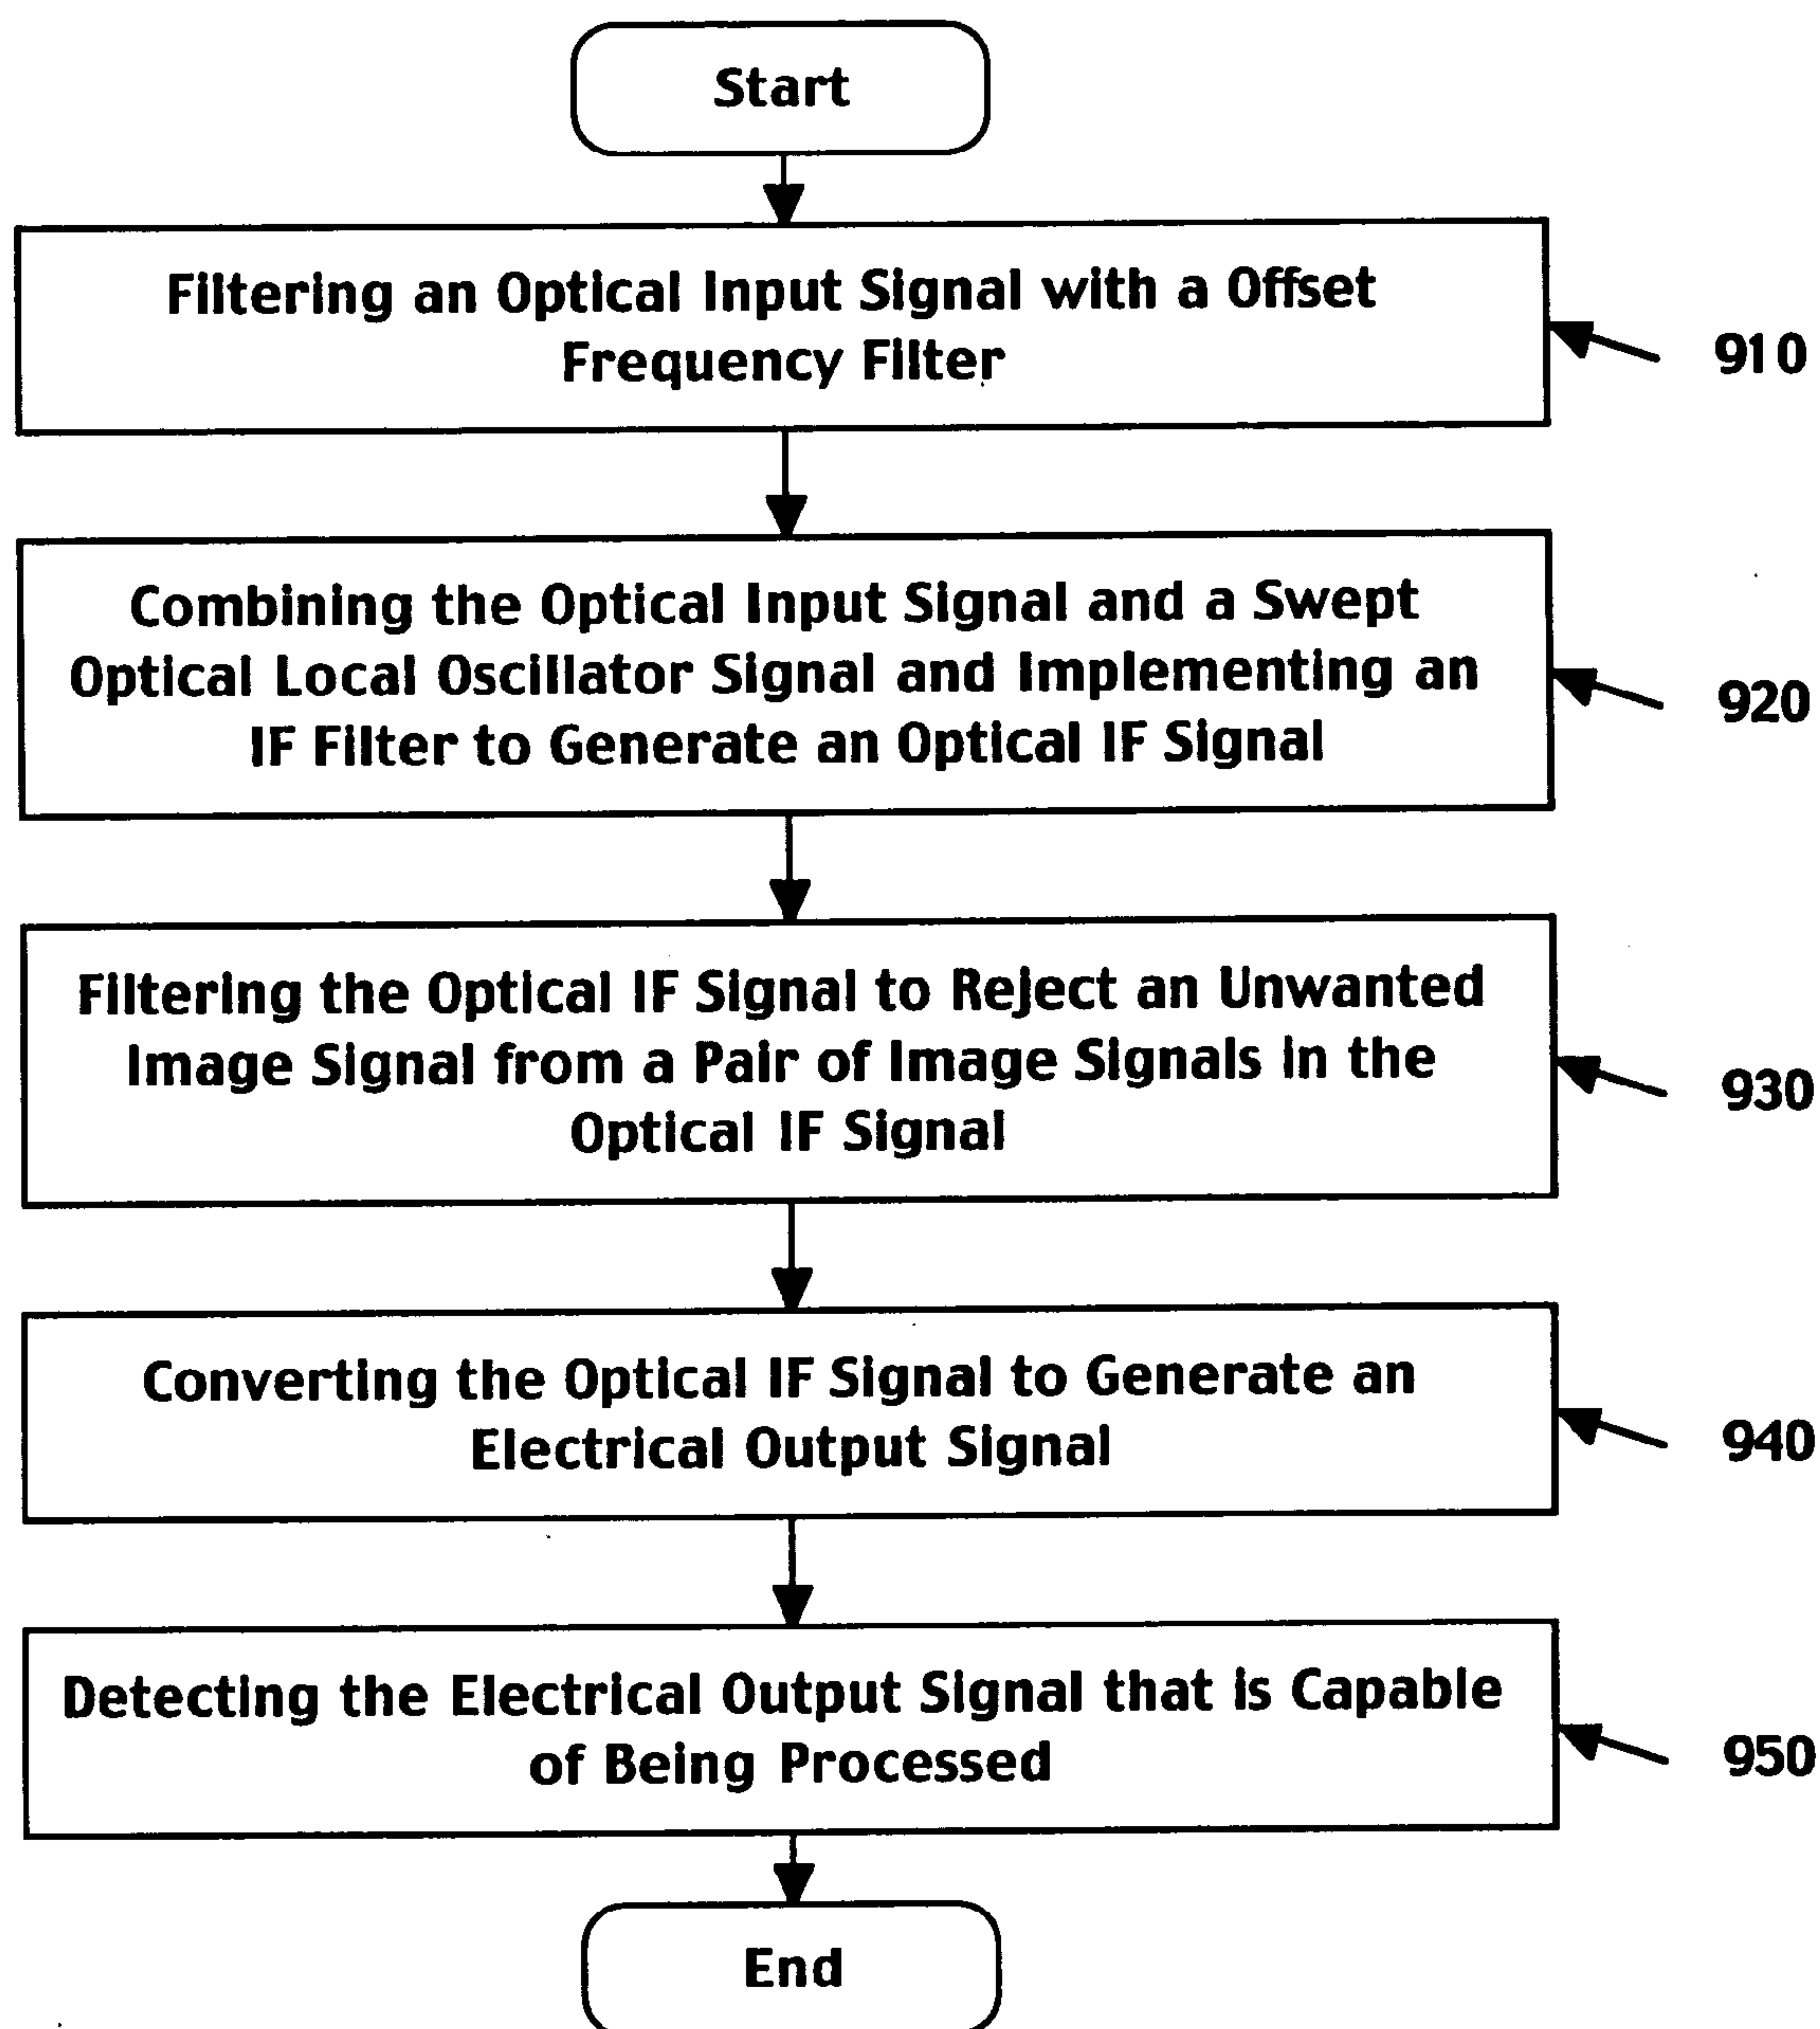 Start
Filtering an Optical Input Signal with a Offset
Frequency Filter
910
Combining the Optical Input Signal and a Swept
Optical Local Oscillator Signal and Implementing an
IF Filter to Generate an Optical IF Signal
920
Filtering the Optical IF Signal to Reject an Unwanted
Image Signal from a Pair of Image Signals in the
Optical IF Signal
930
Converting the Optical IF Signal to Generate an
Electrical Output Signal
940
Detecting the Electrical Output Signal that is Capable
of Being Processed
950
End